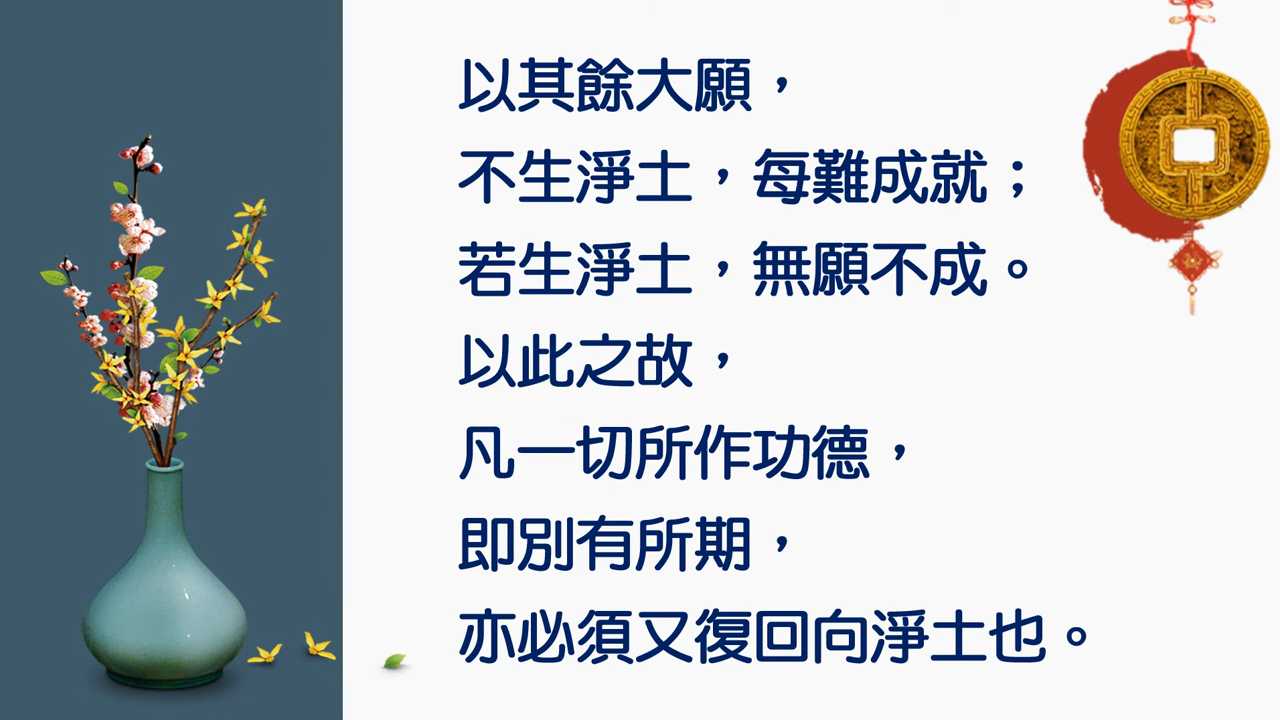 以其餘大願，
不生淨土，每難成就；
若生淨土，無願不成。
以此之故，
凡一切所作功德，
即別有所期，
亦必須又復回向淨土也。